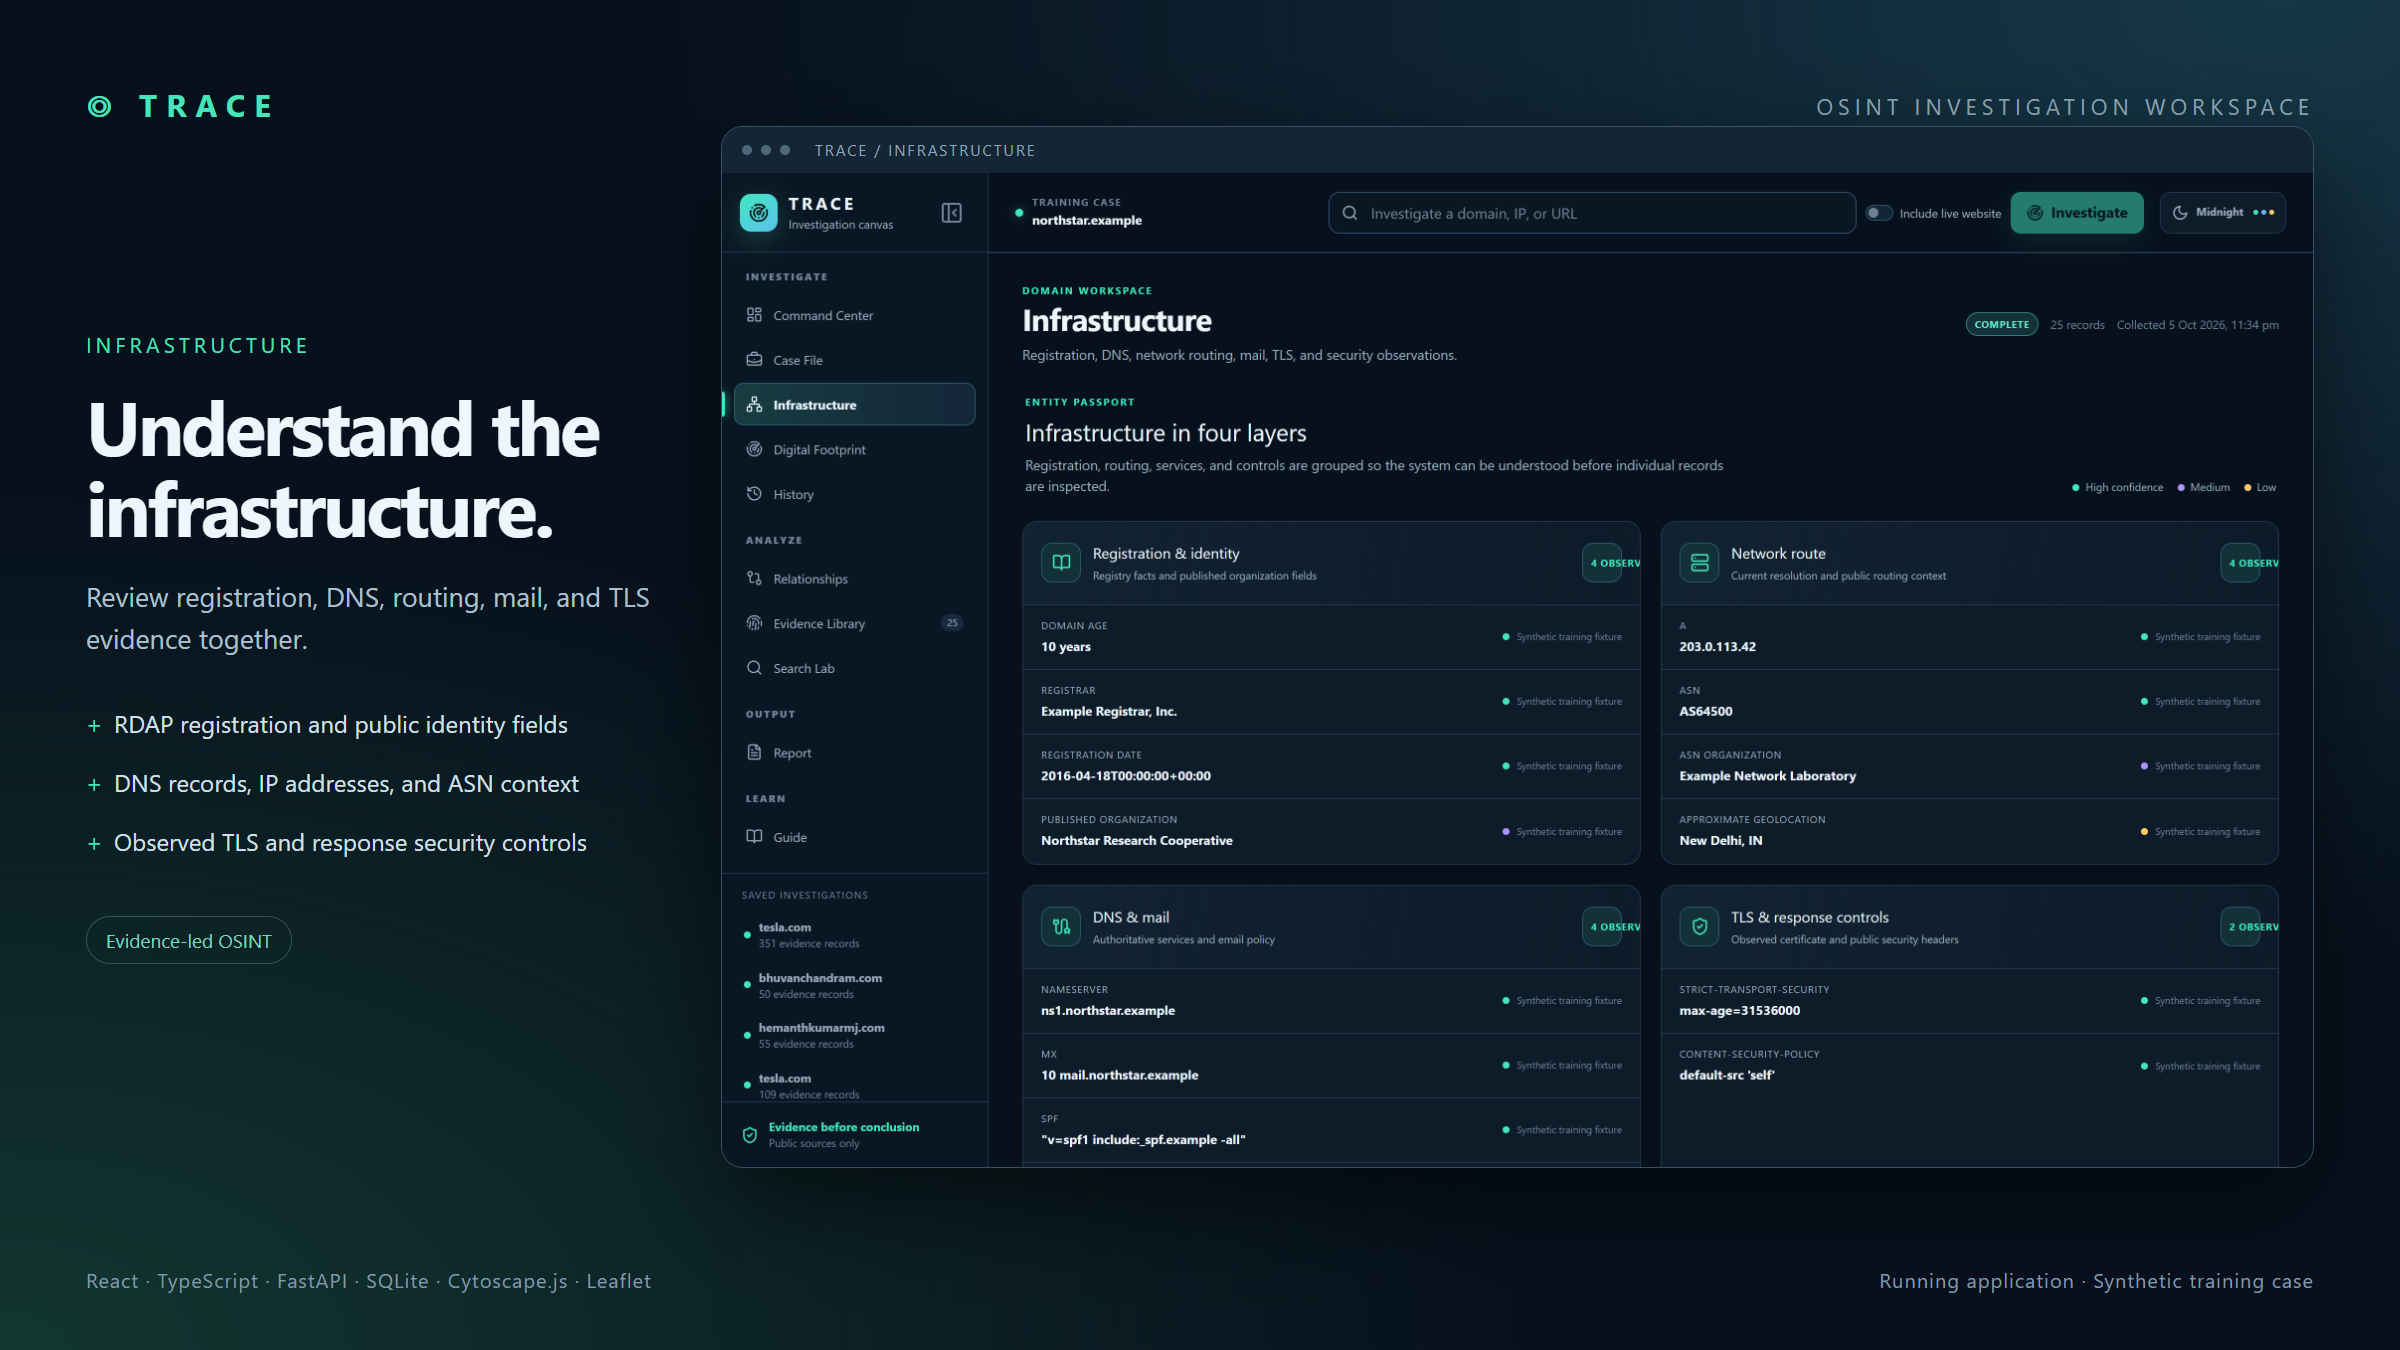 TRACE
OSINT INVESTIGATION WORKSPACE
INFRASTRUCTURE
Understand the
infrastructure.
Review registration, DNS, routing, mail, and TLS
evidence together.
+ RDAP registration and public identity fields
+ DNS records, IP addresses, and ASN context
+ Observed TLS and response security controls
Evidence-led OSINT
TRACE / INFRASTRUCTURE
TRACE
Investigation canvas
INVESTIGATE
Command Center
Case File
Infrastructure
Digital Footprint
History
ANALYZE
Relationships
Evidence Library 25
Search Lab
OUTPUT
Report
LEARN
Guide
SAVED INVESTIGATIONS
tesla.com
351 evidence records
bhuvanchandram.com
50 evidence records
hemanthkumarmj.com
55 evidence records
tesla.com
109 evidence records
Evidence before conclusion
Public sources only
TRAINING CASE
northstar.example
Investigate a domain, IP, or URL
Include live website
Investigate
Midnight
DOMAIN WORKSPACE
Infrastructure
Registration, DNS, network routing, mail, TLS, and security observations.
COMPLETE 25 records Collected 5 Oct 2026, 11:34 pm
ENTITY PASSPORT
Infrastructure in four layers
Registration, routing, services, and controls are grouped so the system can be understood before individual records
are inspected.
High confidence Medium Low
Registration & identity
Registry facts and published organization fields
4 OBSERV
DOMAIN AGE
10 years
Synthetic training fixture
REGISTRAR
Example Registrar, Inc.
Synthetic training fixture
REGISTRATION DATE
2016-04-18T00:00:00+00:00
Synthetic training fixture
PUBLISHED ORGANIZATION
Northstar Research Cooperative
Synthetic training fixture
Network route
Current resolution and public routing context
4 OBSERV
A
203.0.113.42
Synthetic training fixture
ASN
AS64500
Synthetic training fixture
ASN ORGANIZATION
Example Network Laboratory
Synthetic training fixture
APPROXIMATE GEOLOCATION
New Delhi, IN
Synthetic training fixture
DNS & mail
Authoritative services and email policy
4 OBSERV
NAMESERVER
ns1.northstar.example
Synthetic training fixture
MX
10 mail.northstar.example
Synthetic training fixture
SPF
"v=spf1 include:_spf.example -all"
Synthetic training fixture
TLS & response controls
Observed certificate and public security headers
2 OBSERV
STRICT-TRANSPORT-SECURITY
max-age=31536000
Synthetic training fixture
CONTENT-SECURITY-POLICY
default-src 'self'
Synthetic training fixture
React · TypeScript · FastAPI · SQLite · Cytoscape.js · Leaflet
Running application · Synthetic training case